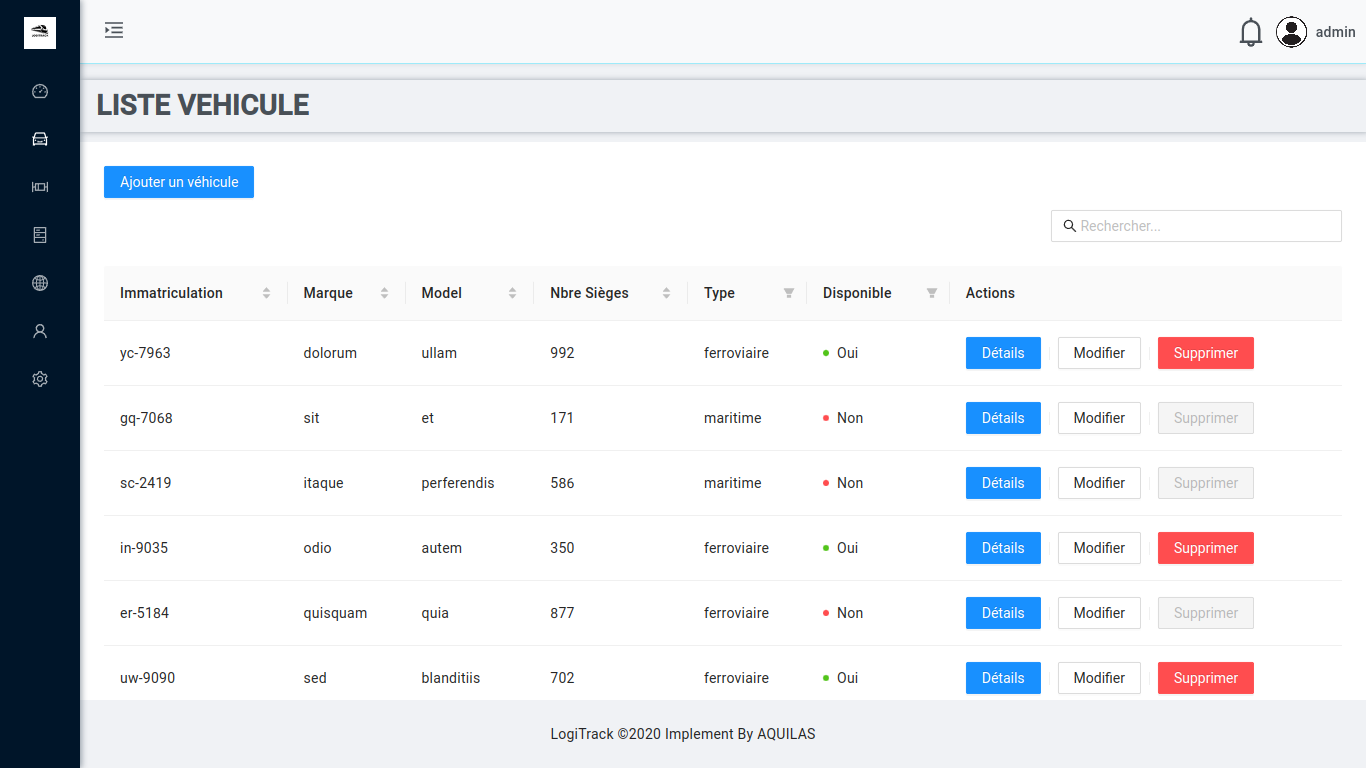 admin
LISTE VEHICULE
Ajouter un véhicule
Rechercher...
Immatriculation Marque Model Nbre Sièges Type Disponible Actions
yc-7963 dolorum ullam 992 ferroviaire Oui Détails Modifier Supprimer
gq-7068 sit et 171 maritime Non Détails Modifier Supprimer
sc-2419 itaque perferendis 586 maritime Non Détails Modifier Supprimer
in-9035 odio autem 350 ferroviaire Oui Détails Modifier Supprimer
er-5184 quisquam quia 877 ferroviaire Non Détails Modifier Supprimer
uw-9090 sed blanditiis 702 ferroviaire Oui Détails Modifier Supprimer
LogiTrack ©2020 Implement By AQUILAS